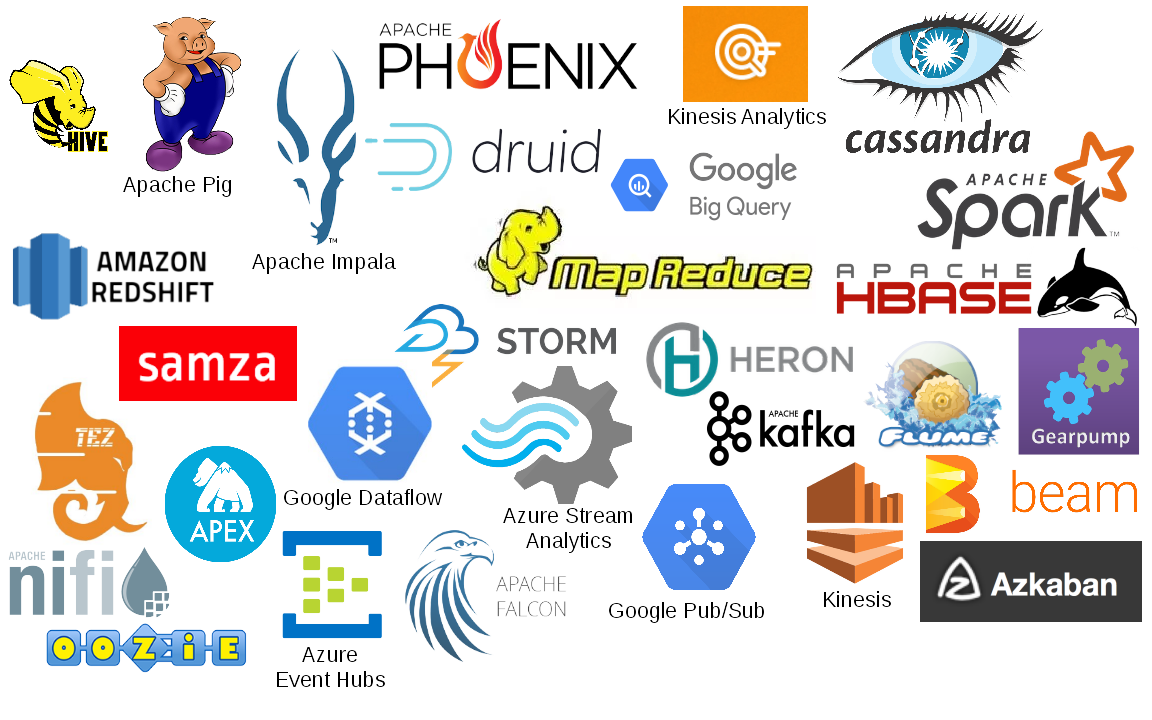 HIVE
Apache Pig
Apache Impala
TM
APACHE
PHOENIX
Kinesis Analytics
cassandra
druid
Google
Big Query
APACHE
Spark
TM
AMAZON
REDSHIFT
Map Reduce
APACHE
HBASE
samza
STORM
HERON
TEZ
APEX
Google Dataflow
Azure Stream
Analytics
APACHE
kafka
FLUME
Gearpump
beam
APACHE
nifi
OOZiE
Azure
Event Hubs
APACHE
FALCON
Google Pub/Sub
Kinesis
Azkaban